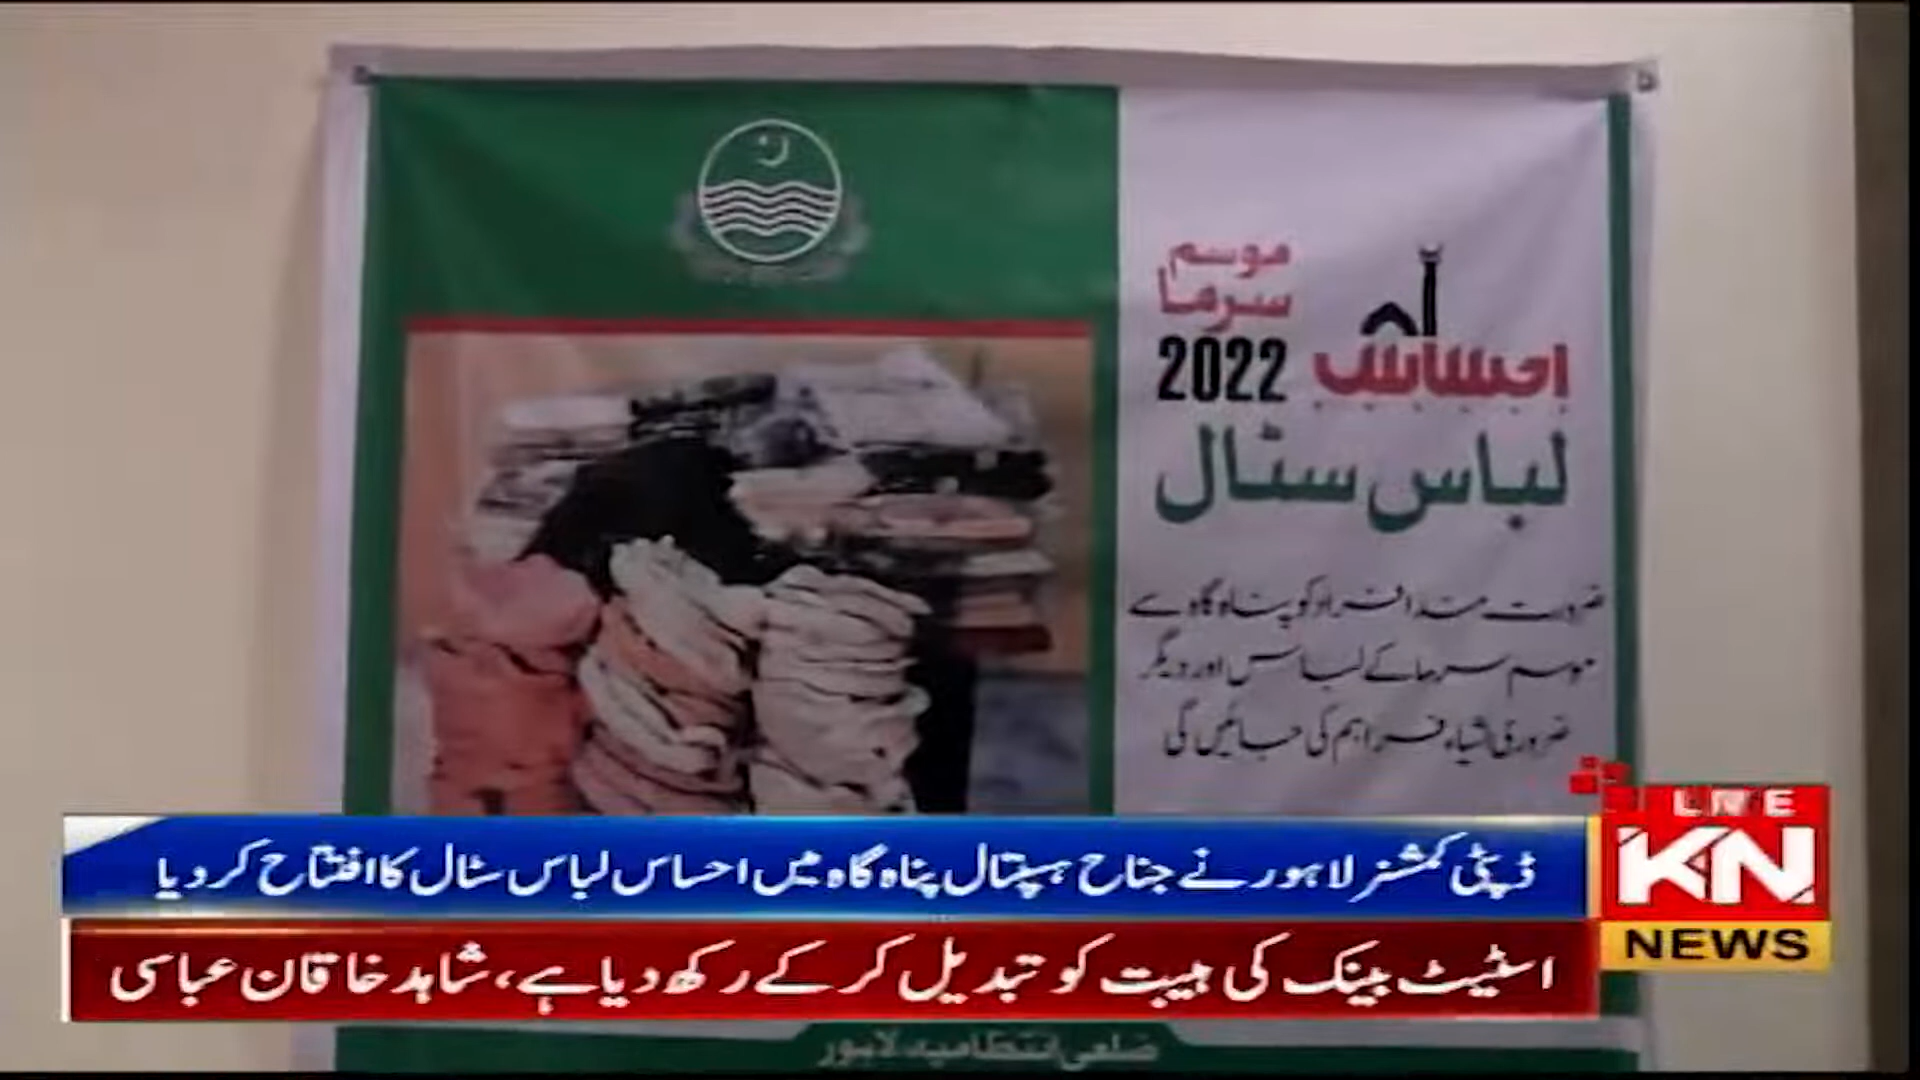 موسم
سرما
2022
احساس
لباس سٹال
ضرورت مند افراد کو پناہ گاہ سے
موسم سرما کے لباس اور دیگر
ضروری اشیاء فراہم کی جائیں گی
LIVE
KN
NEWS
ڈپٹی کمشنر لاہور نے جناح ہسپتال پناہ گاہ میں احساس لباس سٹال کا افتتاح کر دیا
اسٹیٹ بینک کی ہیبت کو تبدیل کر کے رکھ دیا ہے، شاہد خاقان عباسی
ضلعی انتظامیہ لاہور